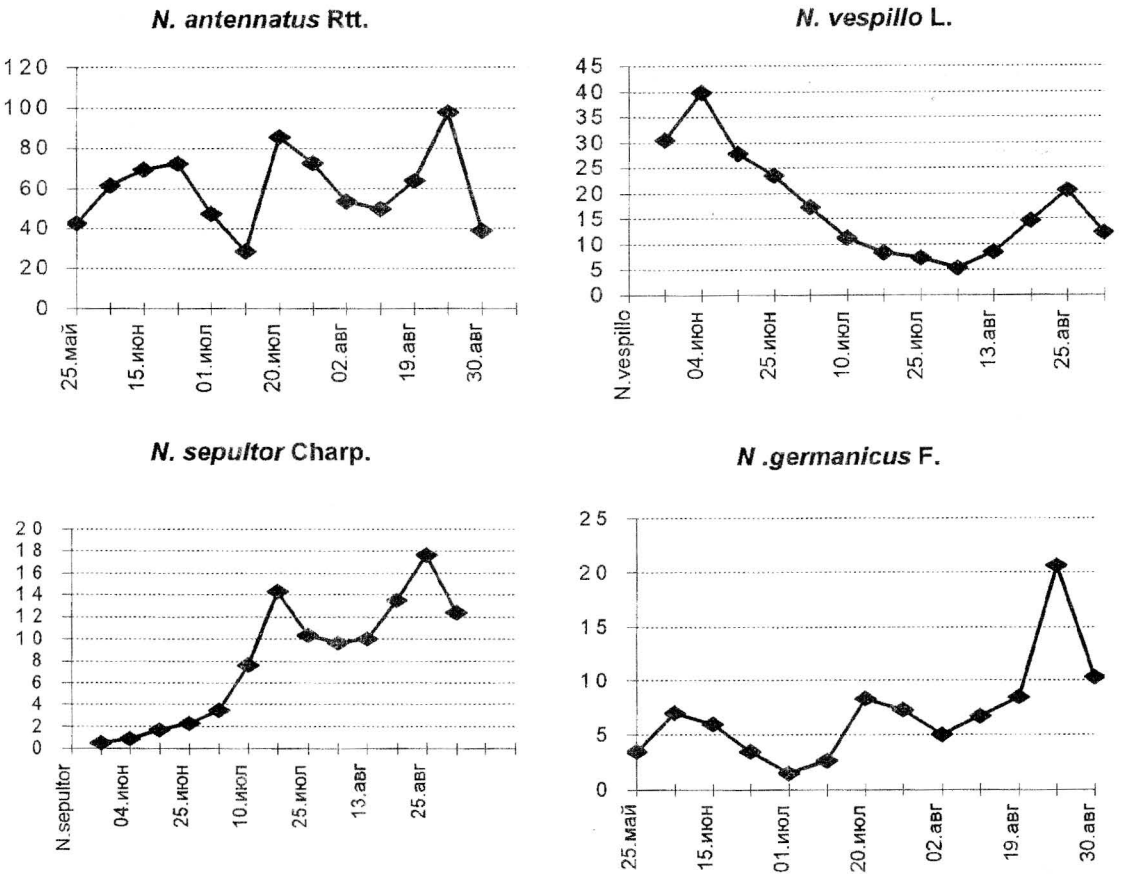 N. antennatus Rtt.
120
100
80
60
40
20
0
25.май
15.июн
01.июл
20.июл
02.авг
19.авг
30.авг
N. vespillo L.
45
40
35
30
25
20
15
10
5
0
N.vespillo
04.июн
25.июн
10.июл
25.июл
13.авг
25.авг
N. sepultor Charp.
20
18
16
14
12
10
8
6
4
2
0
N.sepultor
04.июн
25.июн
10.июл
25.июл
13.авг
25.авг
N .germanicus F.
25
20
15
10
5
0
25.май
15.июн
01.июл
20.июл
02.авг
19.авг
30.авг